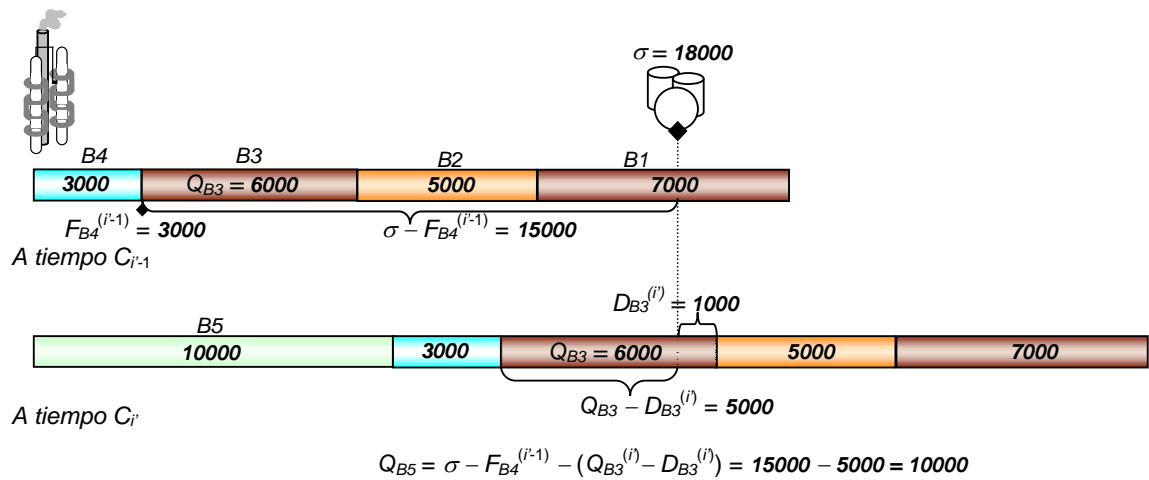 σ = 18000
B4 B3 B2 B1
3000 Q_B3 = 6000 5000 7000
F_B4^(i'-1) = 3000 σ – F_B4^(i'-1) = 15000
A tiempo C_i'-1
D_B3^(i') = 1000
B5
10000 3000 Q_B3 = 6000 5000 7000
Q_B3 – D_B3^(i') = 5000
A tiempo C_i'
Q_B5 = σ – F_B4^(i'-1) – (Q_B3^(i') – D_B3^(i')) = 15000 – 5000 = 10000